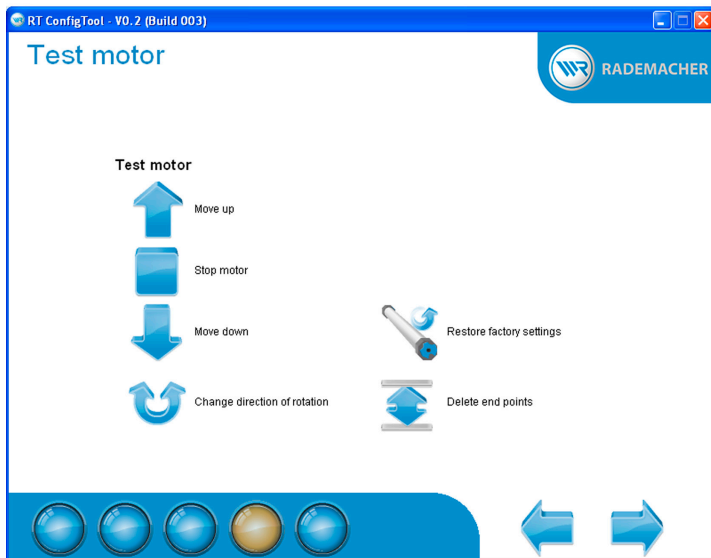 RT ConfigTool - V0.2 (Build 003)
Test motor
RADEMACHER
Test motor
Move up
Stop motor
Move down
Restore factory settings
Change direction of rotation
Delete end points